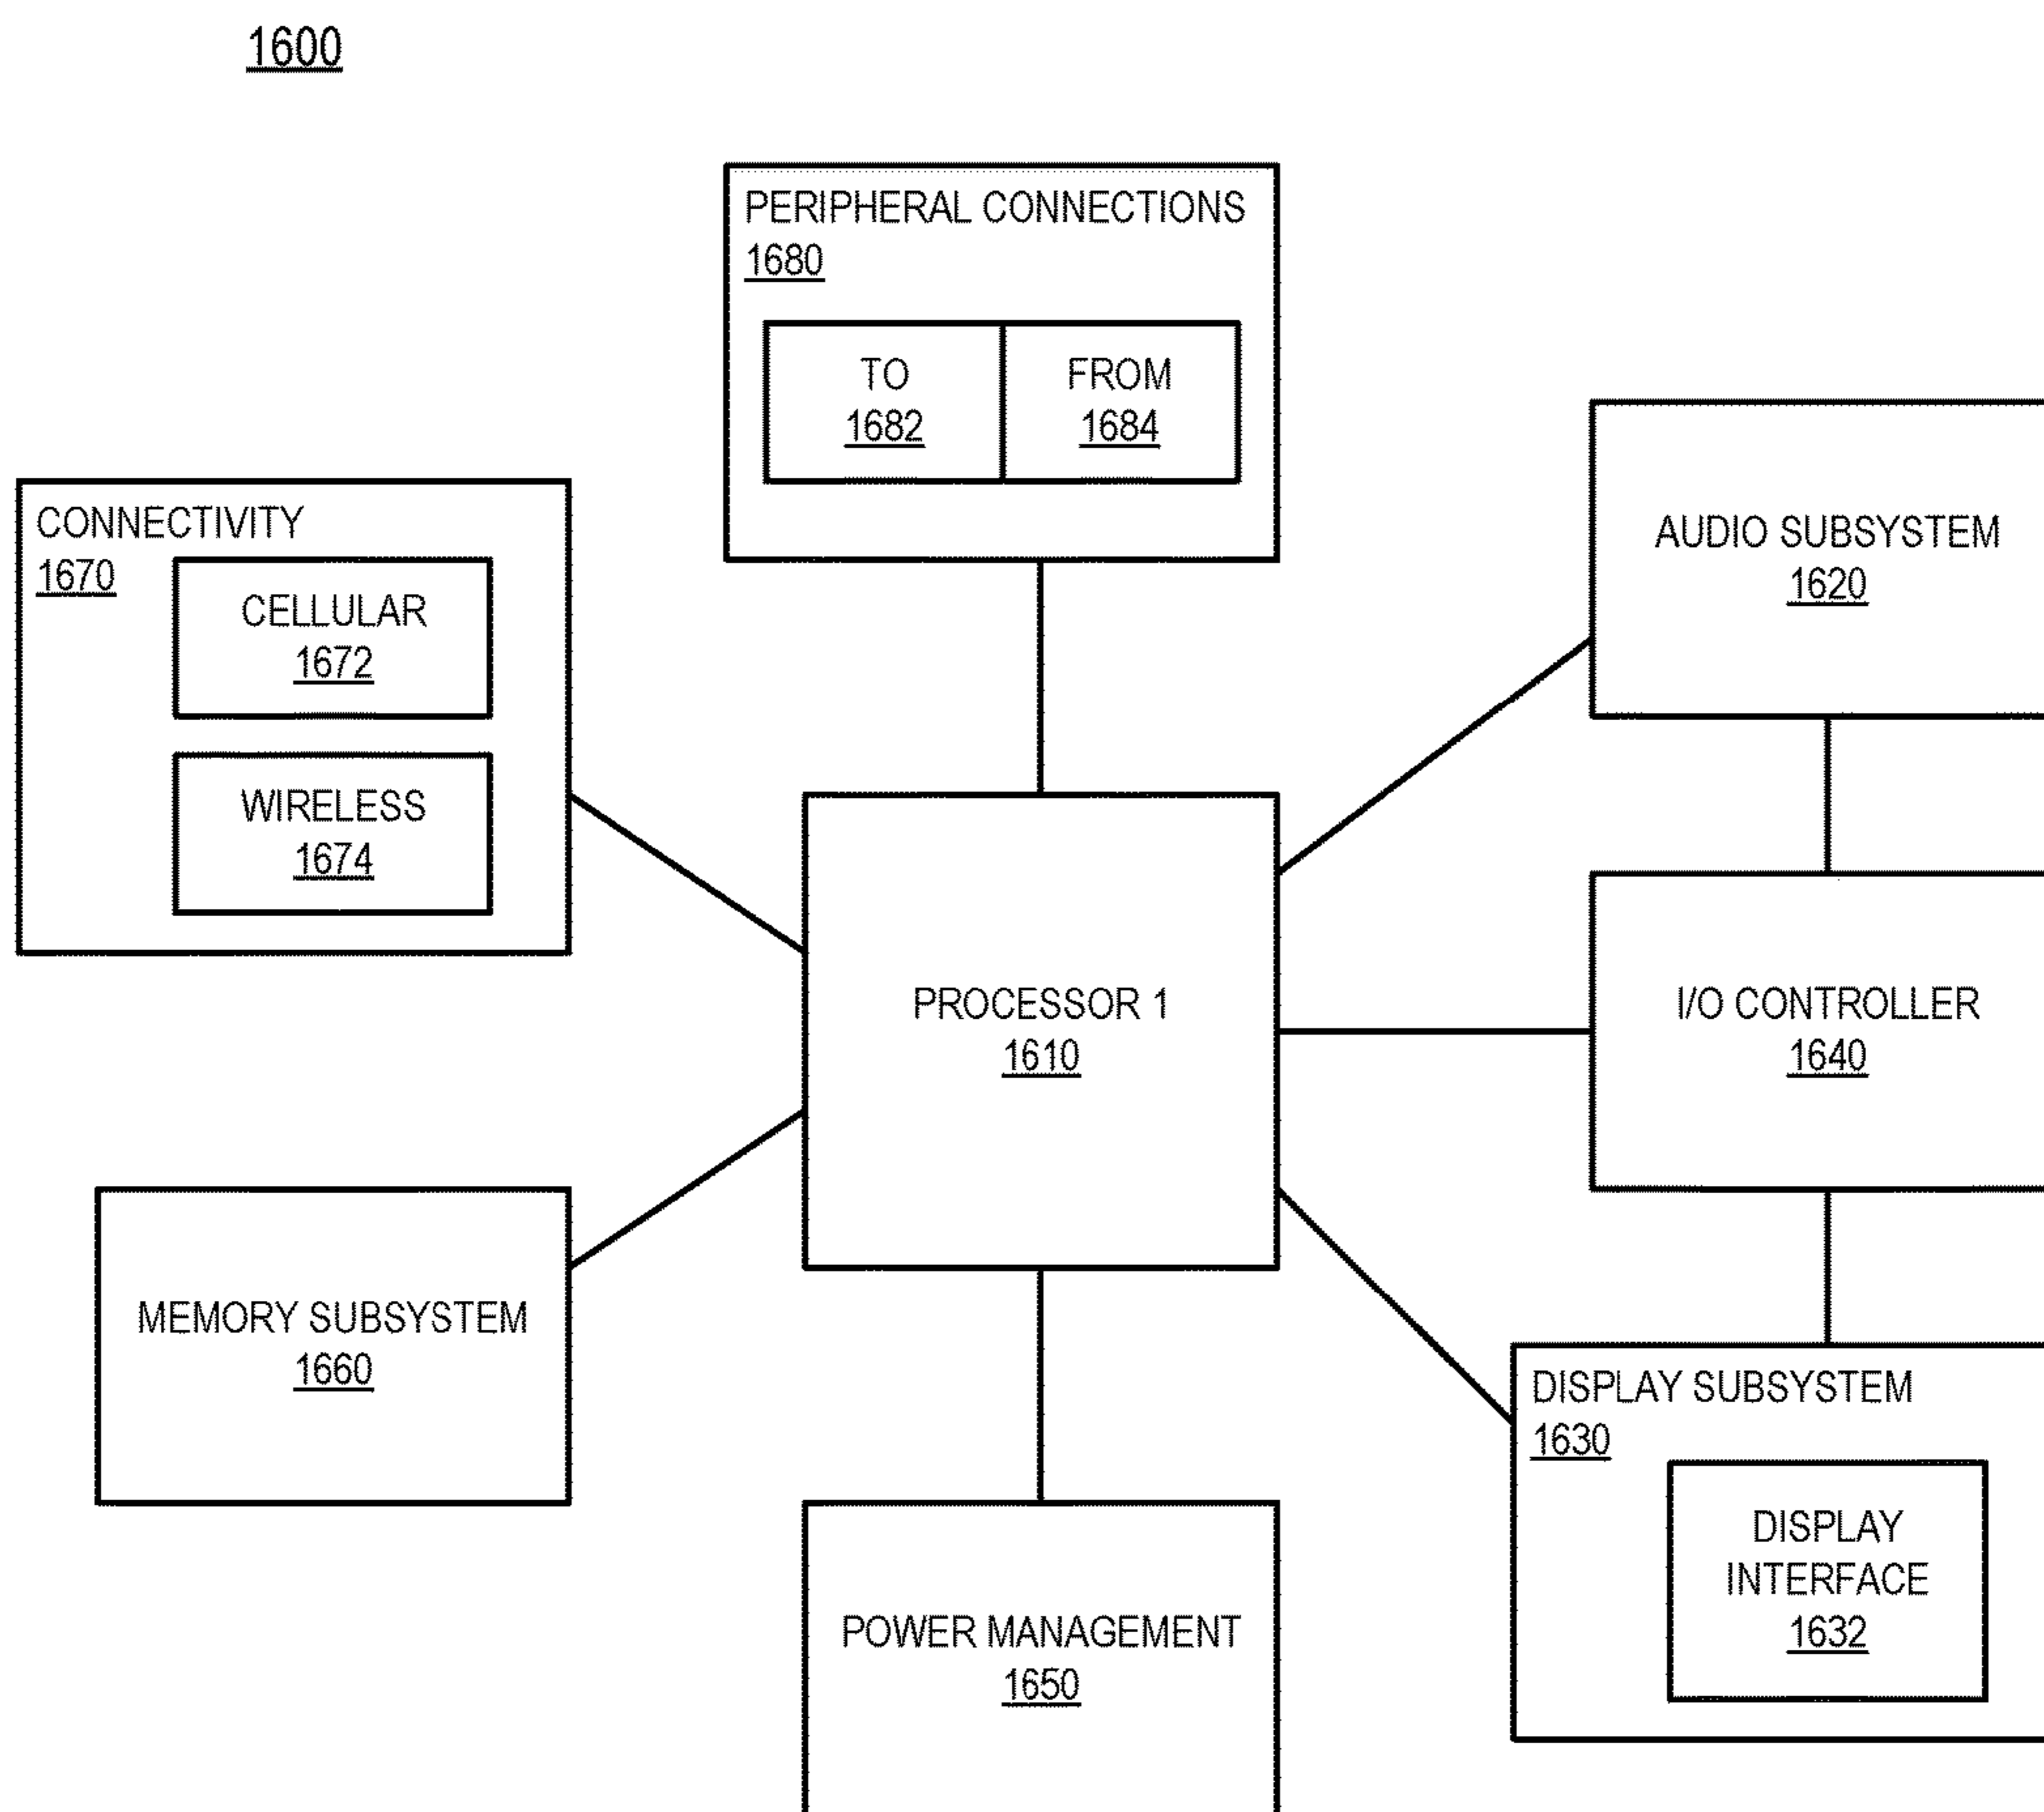 1600
PERIPHERAL CONNECTIONS
1680
TO
1682
FROM
1684
CONNECTIVITY
1670
CELLULAR
1672
WIRELESS
1674
AUDIO SUBSYSTEM
1620
PROCESSOR 1
1610
I/O CONTROLLER
1640
MEMORY SUBSYSTEM
1660
DISPLAY SUBSYSTEM
1630
DISPLAY
INTERFACE
1632
POWER MANAGEMENT
1650